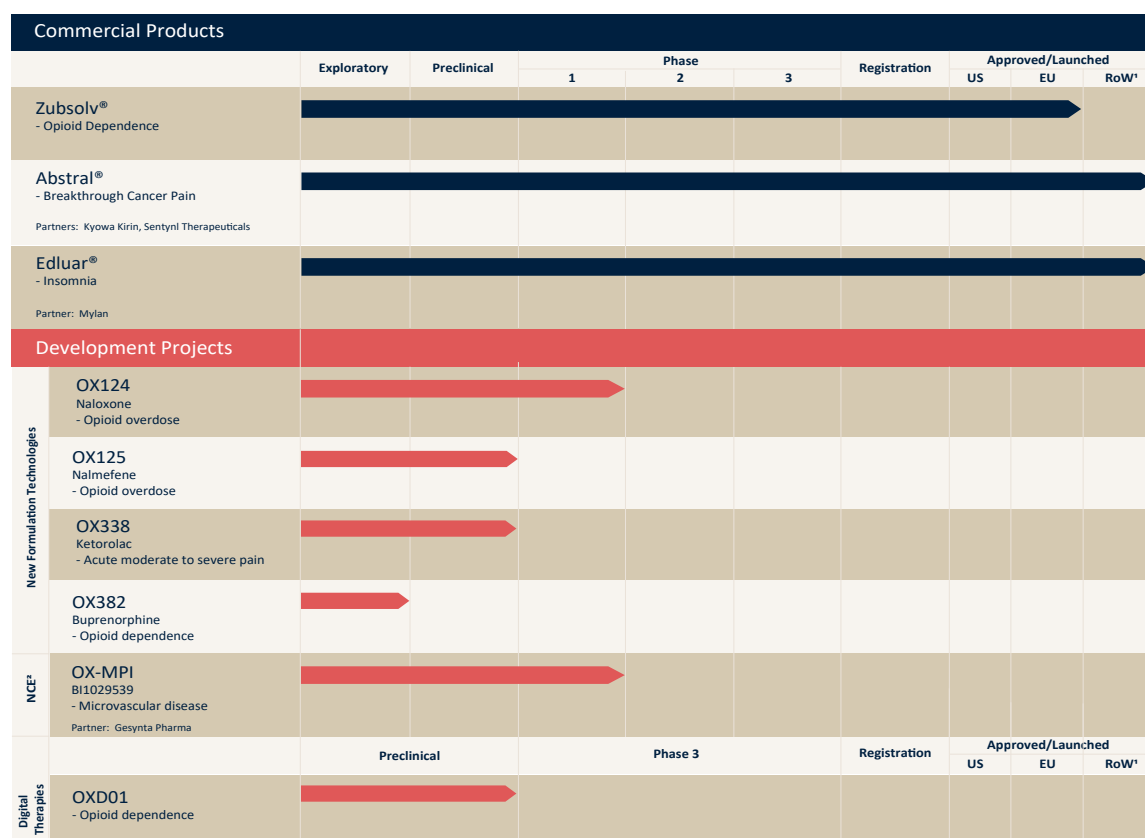 Commercial Products
Exploratory Preclinical Phase Registration Approved/Launched
1 2 3 US EU RoW¹
Zubsolv®
- Opioid Dependence
Abstral®
- Breakthrough Cancer Pain
Partners: Kyowa Kirin, Sentynl Therapeuticals
Edluar®
- Insomnia
Partner: Mylan
Development Projects
New Formulation Technologies
OX124
Naloxone
- Opioid overdose
OX125
Nalmefene
- Opioid overdose
OX338
Ketorolac
- Acute moderate to severe pain
OX382
Buprenorphine
- Opioid dependence
NCE²
OX-MPI
BI1029539
- Microvascular disease
Partner: Gesynta Pharma
Preclinical Phase 3 Registration Approved/Launched
US EU RoW¹
Digital
Therapies
OXD01
- Opioid dependence